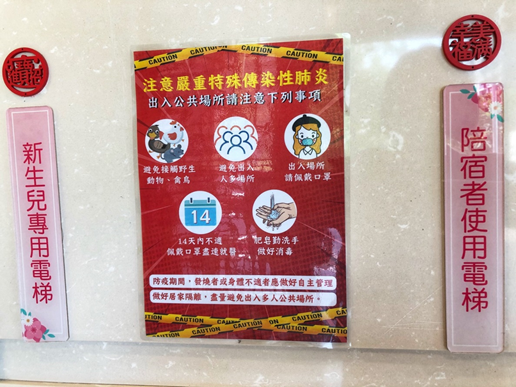 新生兒專用電梯
CAUTION CAUTION CAUTION CAUTION
注意嚴重特殊傳染性肺炎
出入公共場所請注意下列事項
避免接觸野生
動物、禽鳥
避免出入
人多場所
出入場所
請佩戴口罩
14
14天內不適
佩戴口罩盡速就醫
肥皂勤洗手
做好消毒
防疫期間，發燒者或身體不適者應做好自主管理
做好居家隔離，盡量避免出入多人公共場所。
CAUTION CAUTION CAUTION CAUTION
陪宿者使用電梯